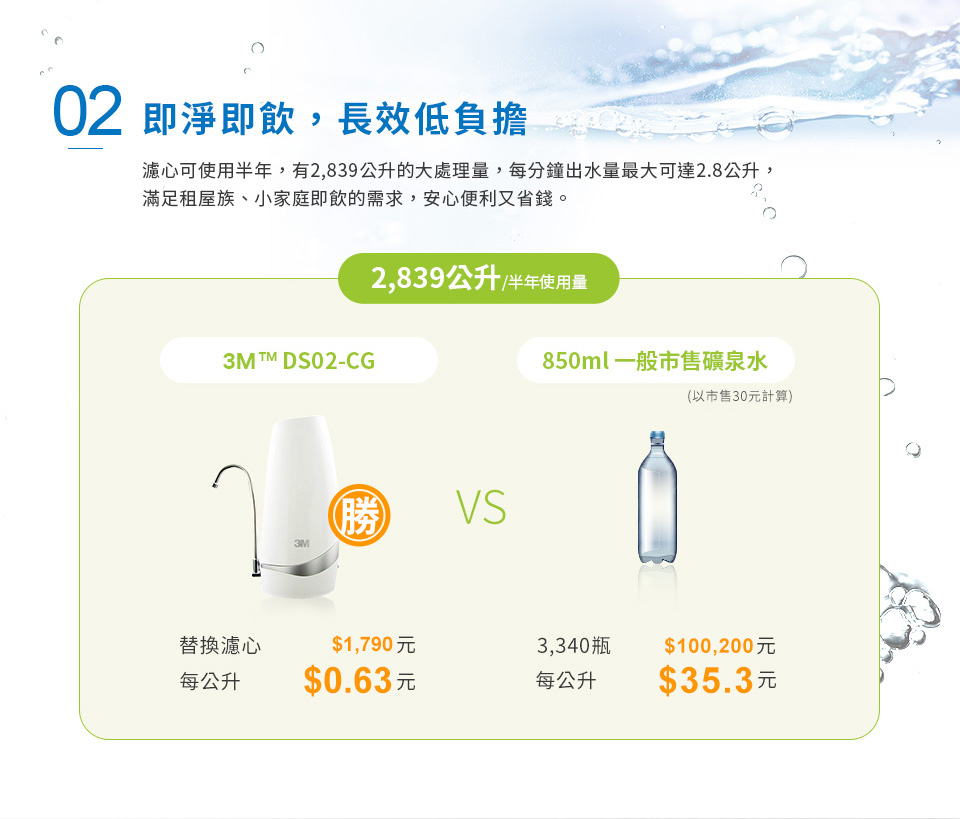 02 即淨即飲，長效低負擔
濾心可使用半年，有2,839公升的大處理量，每分鐘出水量最大可達2.8公升，
滿足租屋族、小家庭即飲的需求，安心便利又省錢。
2,839公升/半年使用量
3M™ DS02-CG
850ml 一般市售礦泉水
(以市售30元計算)
勝
3M
VS
替換濾心 $1,790元
每公升 $0.63元
3,340瓶 $100,200元
每公升 $35.3元